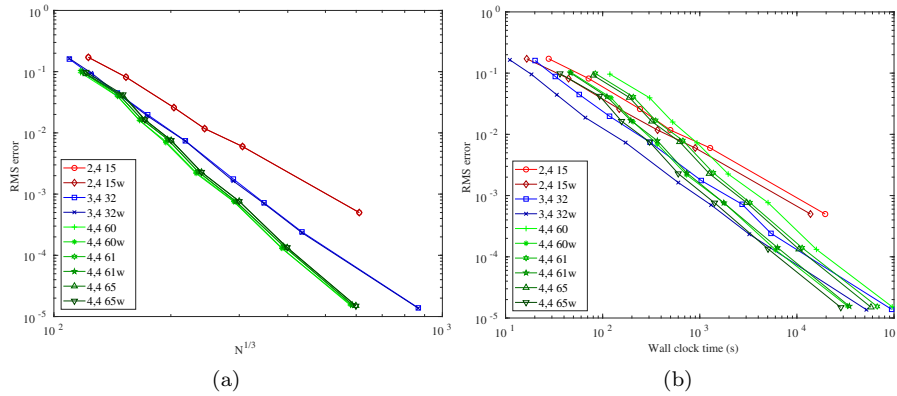 10^0
10^-1
10^-2
10^-3
10^-4
10^-5
RMS error
2,4 15
2,4 15w
3,4 32
3,4 32w
4,4 60
4,4 60w
4,4 61
4,4 61w
4,4 65
4,4 65w
10^2
10^3
N^1/3
(a)
10^0
10^-1
10^-2
10^-3
10^-4
10^-5
RMS error
2,4 15
2,4 15w
3,4 32
3,4 32w
4,4 60
4,4 60w
4,4 61
4,4 61w
4,4 65
4,4 65w
10^1
10^2
10^3
10^4
10^5
Wall clock time (s)
(b)